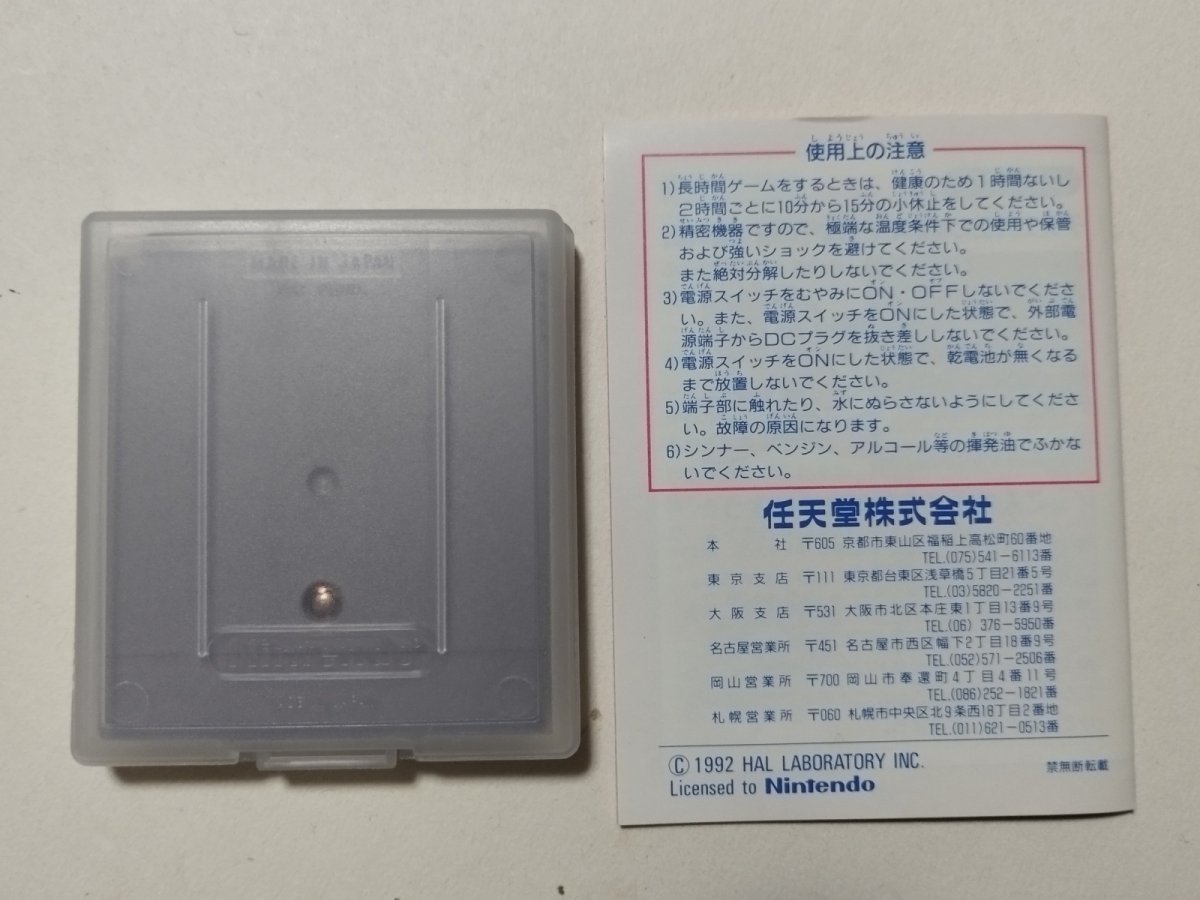 使用上の注意
1)長時間ゲームをするときは、健康のため1時間ないし
2時間ごとに10分から15分の小休止をしてください。
2)精密機器ですので、極端な温度条件下での使用や保管
および強いショックを避けてください。
また絶対分解したりしないでください。
3)電源スイッチをむやみにON・OFFしないでくださ
い。また、電源スイッチをONにした状態で、外部電
源端子からDCプラグを抜き差ししないでください。
4)電源スイッチをONにした状態で、乾電池が無くなる
まで放置しないでください。
5)端子部に触れたり、水にぬらさないようにしてくださ
い。故障の原因になります。
6)シンナー、ベンジン、アルコール等の揮発油でふかな
いでください。
任天堂株式会社
本社 〒605 京都市東山区福稲上高松町60番地
TEL.(075)541-6113番
東京支店 〒111 東京都台東区浅草橋5丁目21番5号
TEL.(03)5820-2251番
大阪支店 〒531 大阪市北区本庄東1丁目13番9号
TEL.(06) 376-5950番
名古屋営業所 〒451 名古屋市西区幅下2丁目18番9号
TEL.(052)571-2506番
岡山営業所 〒700 岡山市奉還町4丁目4番11号
TEL.(086)252-1821番
札幌営業所 〒060 札幌市中央区北9条西18丁目2番地
TEL.(011)621-0513番
© 1992 HAL LABORATORY INC.
禁無断転載
Licensed to Nintendo